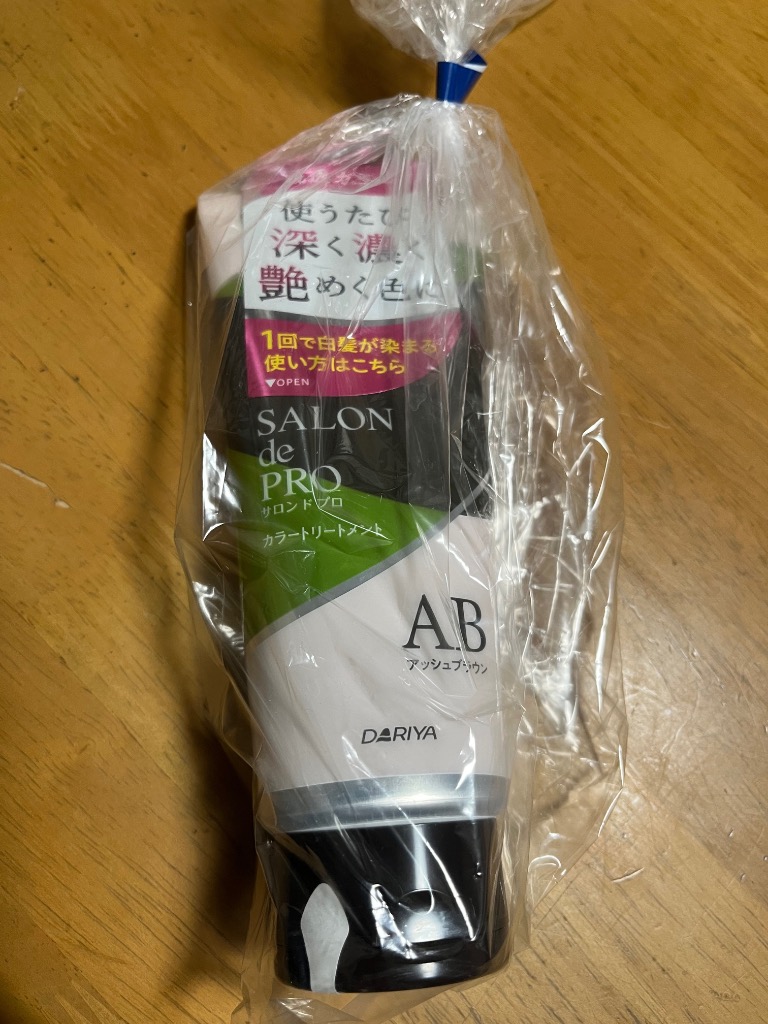 使うたび
深く濃く
艶めく色に
1回で白髪が染まる
使い方はこちら
▼OPEN
SALON
de
PRO
サロンドプロ
カラートリートメント
AB
アッシュブラウン
DARIYA